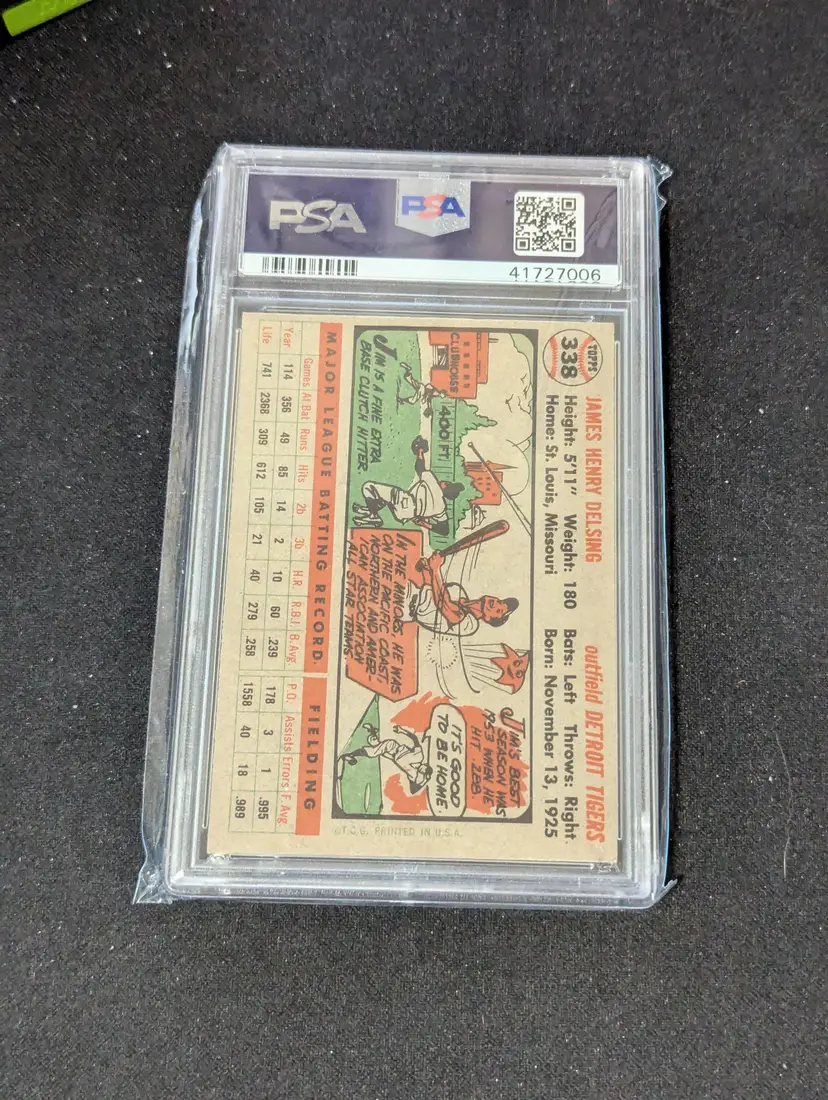 PSA
PSA
41727006
TOPPS
338
JAMES HENRY DELSING outfield DETROIT TIGERS
Height: 5'11" Weight: 180 Bats: Left Throws: Right
Home: St. Louis, Missouri Born: November 13, 1925
CLUBHOUSE
400 FT.
JIM IS A FINE EXTRA
BASE CLUTCH HITTER.
IN THE MINORS, HE WAS
ON THE PACIFIC COAST,
NORTHERN AND AMER-
ICAN ASSOCIATION
ALL STAR TEAMS.
JIM'S BEST
SEASON WAS
1953 WHEN HE
HIT .288
IT'S GOOD
TO BE HOME.
MAJOR LEAGUE BATTING RECORD FIELDING
Games At Bat Runs Hits 2b 3b H.R. R.B.I. B.Avg. P.O. Assists Errors F. Avg.
Year 114 356 49 85 14 2 10 60 .239 178 3 1 .995
Life 741 2368 309 612 105 21 40 279 .258 1558 40 18 .989
©T.C.G. PRINTED IN U.S.A.